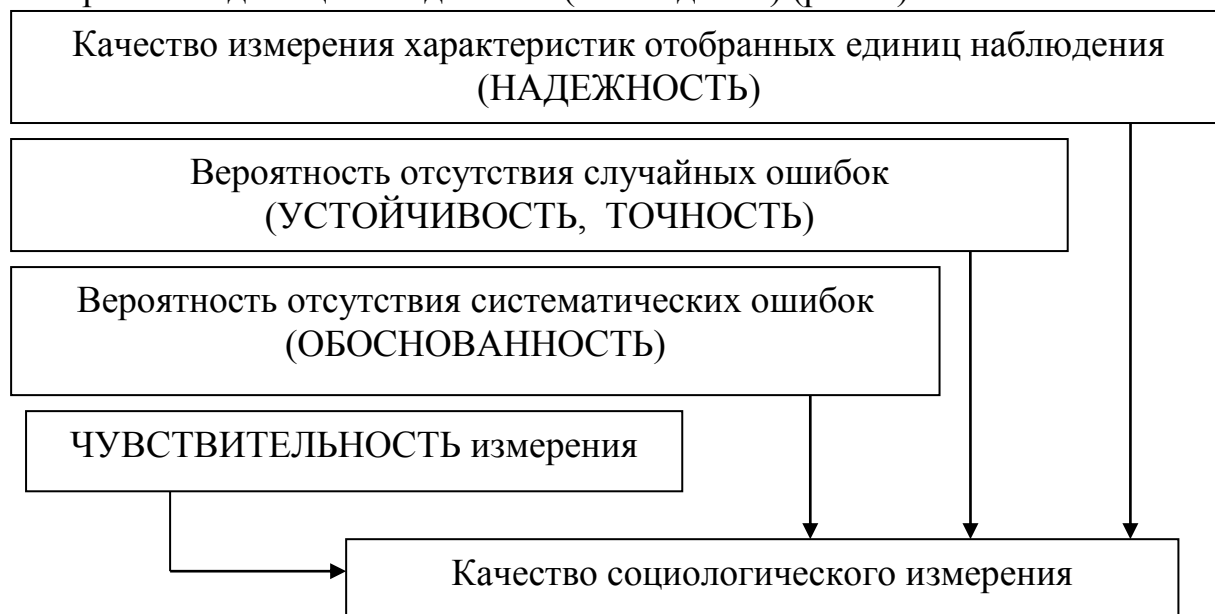 Качество измерения характеристик отобранных единиц наблюдения
(НАДЕЖНОСТЬ)
Вероятность отсутствия случайных ошибок
(УСТОЙЧИВОСТЬ, ТОЧНОСТЬ)
Вероятность отсутствия систематических ошибок
(ОБОСНОВАННОСТЬ)
ЧУВСТВИТЕЛЬНОСТЬ измерения
Качество социологического измерения